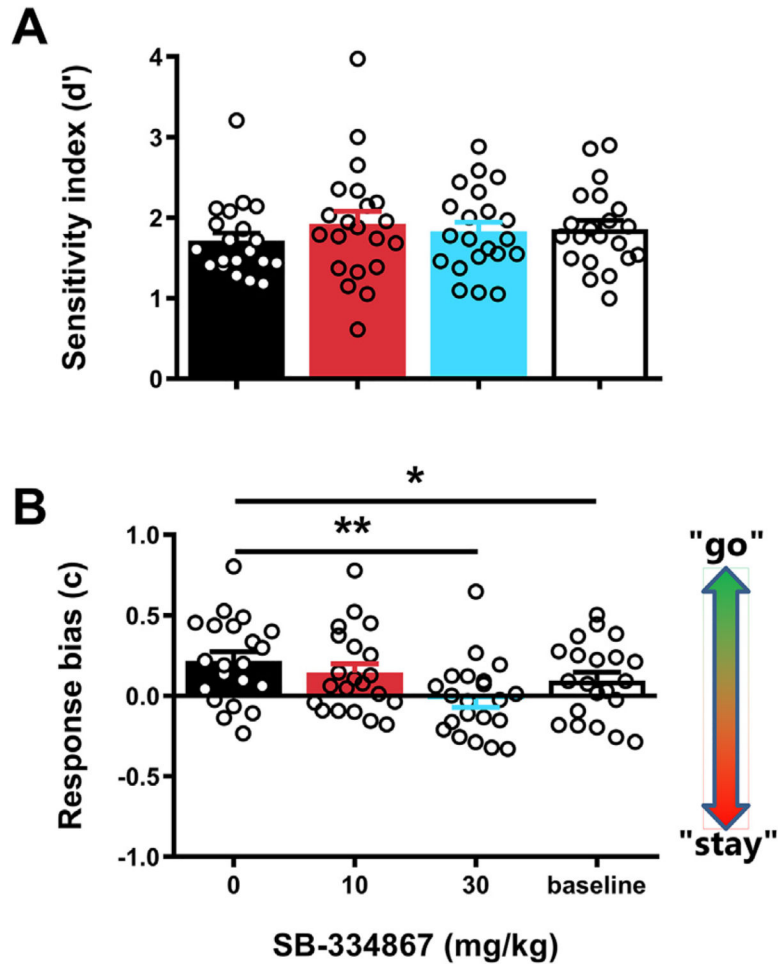 A
Sensitivity index (d')
4
3
2
1
0
B
*
**
Response bias (c)
1.0
0.5
0.0
-0.5
-1.0
"go"
"stay"
0 10 30 baseline
SB-334867 (mg/kg)